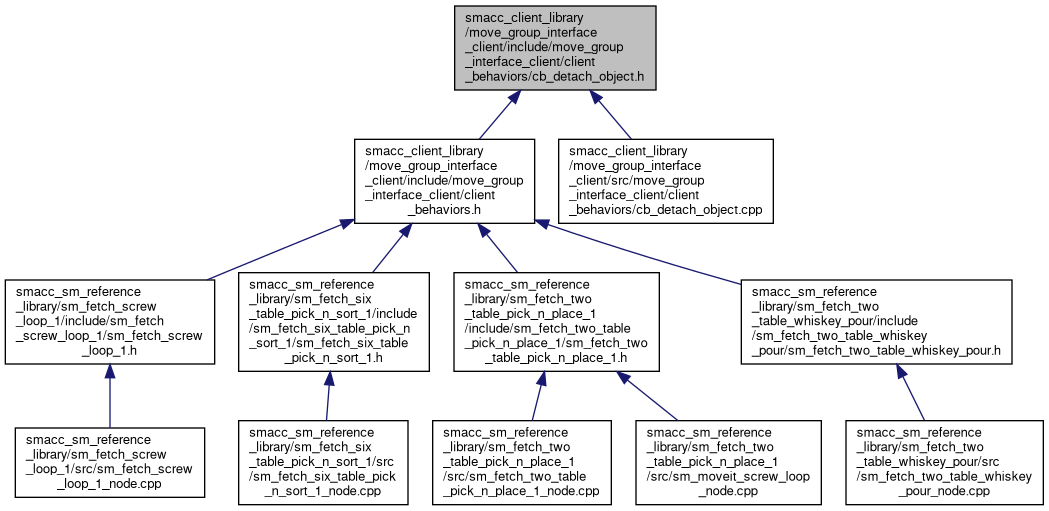 smacc_client_library
/move_group_interface
_client/include/move_group
_interface_client/client
_behaviors/cb_detach_object.h
smacc_client_library
/move_group_interface
_client/include/move_group
_interface_client/client
_behaviors.h
smacc_client_library
/move_group_interface
_client/src/move_group
_interface_client/client
_behaviors/cb_detach_object.cpp
smacc_sm_reference
_library/sm_fetch_screw
_loop_1/include/sm_fetch
_screw_loop_1/sm_fetch_screw
_loop_1.h
smacc_sm_reference
_library/sm_fetch_six
_table_pick_n_sort_1/include
/sm_fetch_six_table_pick_n
_sort_1/sm_fetch_six_table
_pick_n_sort_1.h
smacc_sm_reference
_library/sm_fetch_two
_table_pick_n_place_1
/include/sm_fetch_two_table
_pick_n_place_1/sm_fetch_two
_table_pick_n_place_1.h
smacc_sm_reference
_library/sm_fetch_two
_table_whiskey_pour/include
/sm_fetch_two_table_whiskey
_pour/sm_fetch_two_table_whiskey_pour.h
smacc_sm_reference
_library/sm_fetch_screw
_loop_1/src/sm_fetch_screw
_loop_1_node.cpp
smacc_sm_reference
_library/sm_fetch_six
_table_pick_n_sort_1/src
/sm_fetch_six_table_pick
_n_sort_1_node.cpp
smacc_sm_reference
_library/sm_fetch_two
_table_pick_n_place_1
/src/sm_fetch_two_table
_pick_n_place_1_node.cpp
smacc_sm_reference
_library/sm_fetch_two
_table_pick_n_place_1
/src/sm_moveit_screw_loop
_node.cpp
smacc_sm_reference
_library/sm_fetch_two
_table_whiskey_pour/src
/sm_fetch_two_table_whiskey
_pour_node.cpp